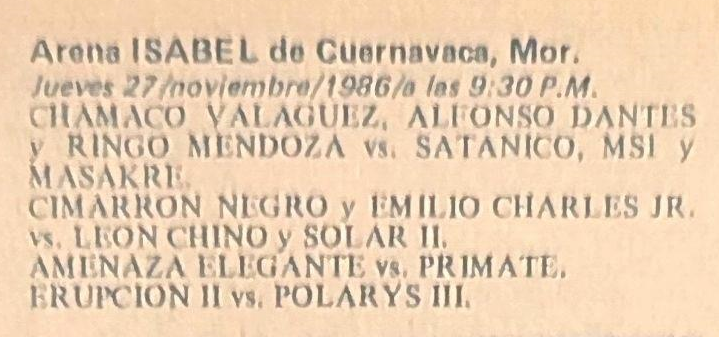 Arena ISABEL de Cuernavaca, Mor.
Jueves 27/noviembre/1986/a las 9:30 P.M.
CHAMACO VALAGUEZ, ALFONSO DANTES
y RINGO MENDOZA vs. SATANICO, MS1 y
MASAKRE.
CIMARRON NEGRO y EMILIO CHARLES JR.
vs. LEON CHINO y SOLAR II.
AMENAZA ELEGANTE vs. PRIMATE.
ERUPCION II vs. POLARYS III.